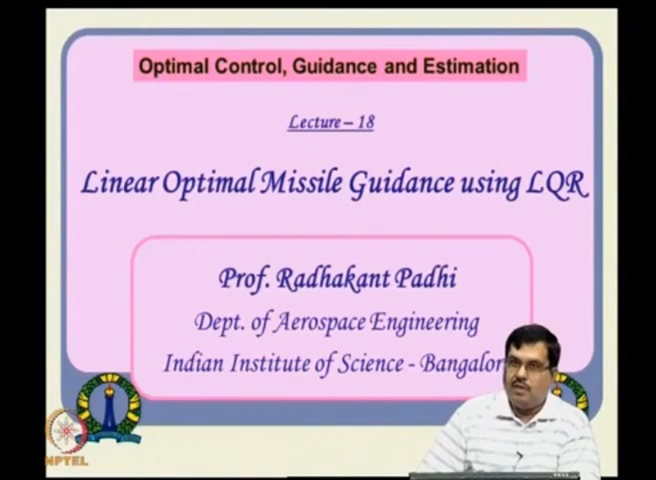 Optimal Control, Guidance and Estimation
Lecture – 18
Linear Optimal Missile Guidance using LQR
Prof. Radhakant Padhi
Dept. of Aerospace Engineering
Indian Institute of Science - Bangalor
NPTEL